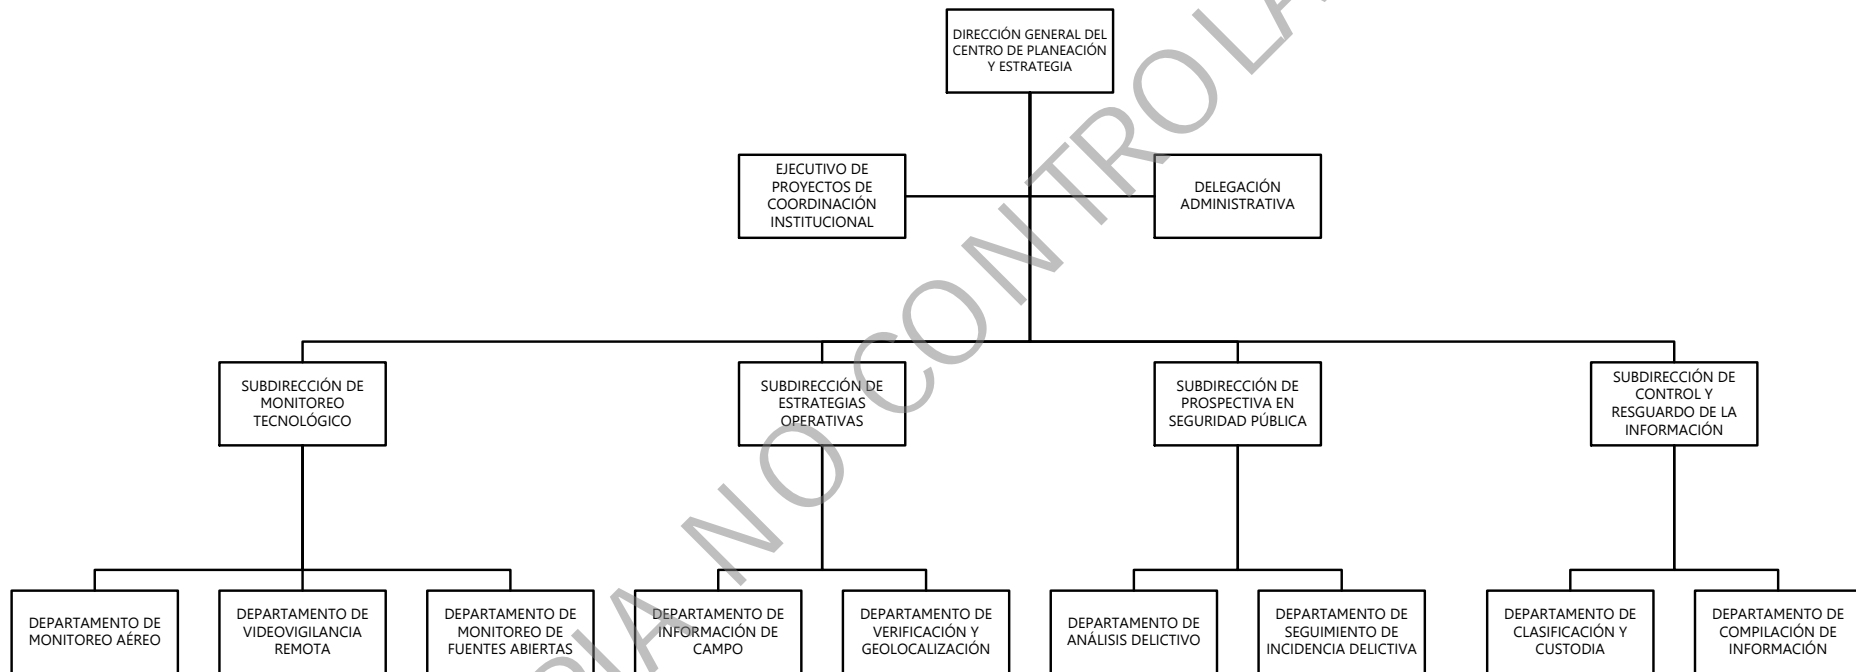 DIRECCIÓN GENERAL DEL
CENTRO DE PLANEACIÓN
Y ESTRATEGIA
EJECUTIVO DE
PROYECTOS DE
COORDINACIÓN
INSTITUCIONAL
DELEGACIÓN
ADMINISTRATIVA
SUBDIRECCIÓN DE
MONITOREO
TECNOLÓGICO
SUBDIRECCIÓN DE
ESTRATEGIAS
OPERATIVAS
SUBDIRECCIÓN DE
PROSPECTIVA EN
SEGURIDAD PÚBLICA
SUBDIRECCIÓN DE
CONTROL Y
RESGUARDO DE LA
INFORMACIÓN
DEPARTAMENTO DE
MONITOREO AÉREO
DEPARTAMENTO DE
VIDEOVIGILANCIA
REMOTA
DEPARTAMENTO DE
MONITOREO DE
FUENTES ABIERTAS
DEPARTAMENTO DE
INFORMACIÓN DE
CAMPO
DEPARTAMENTO DE
VERIFICACIÓN Y
GEOLOCALIZACIÓN
DEPARTAMENTO DE
ANÁLISIS DELICTIVO
DEPARTAMENTO DE
SEGUIMIENTO DE
INCIDENCIA DELICTIVA
DEPARTAMENTO DE
CLASIFICACIÓN Y
CUSTODIA
DEPARTAMENTO DE
COMPILACIÓN DE
INFORMACIÓN
PIA NO CONTROLA